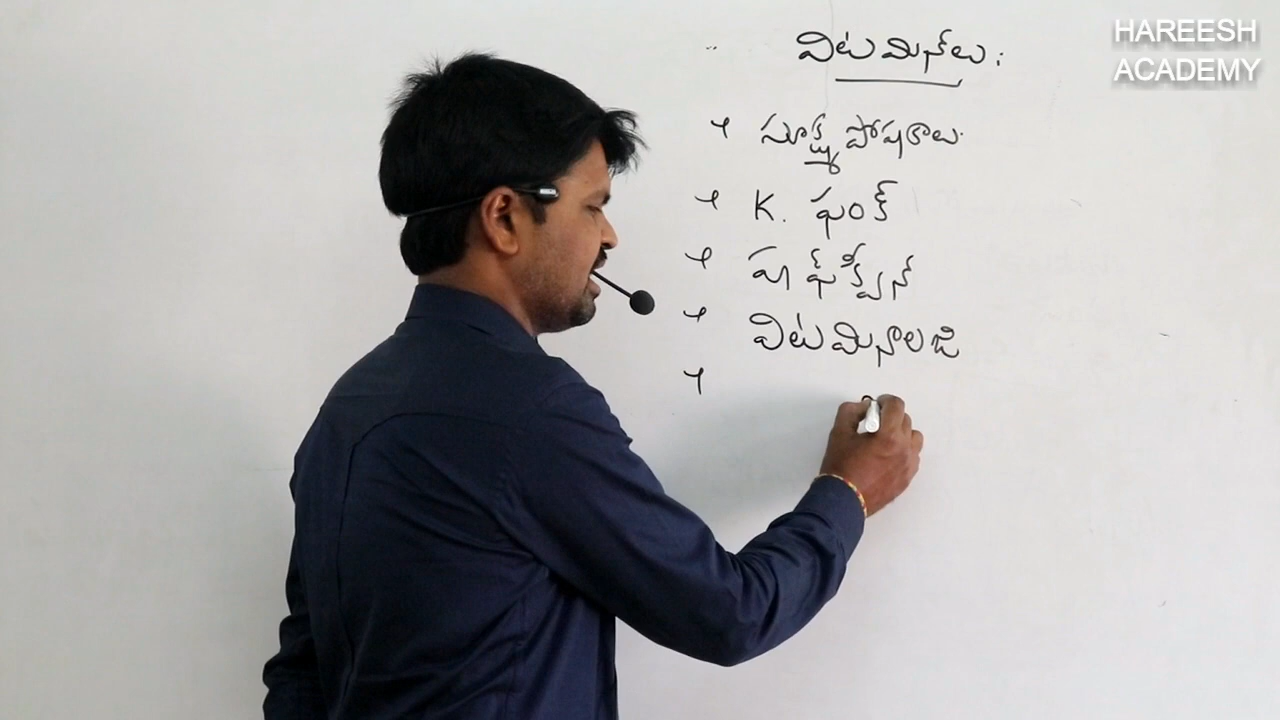 HAREESH
ACADEMY
విటమిన్‌లు :
సూక్ష్మ పోషకాలు
K. ఫంక్
హాఫ్‌కిన్స్
విటమినాలజి